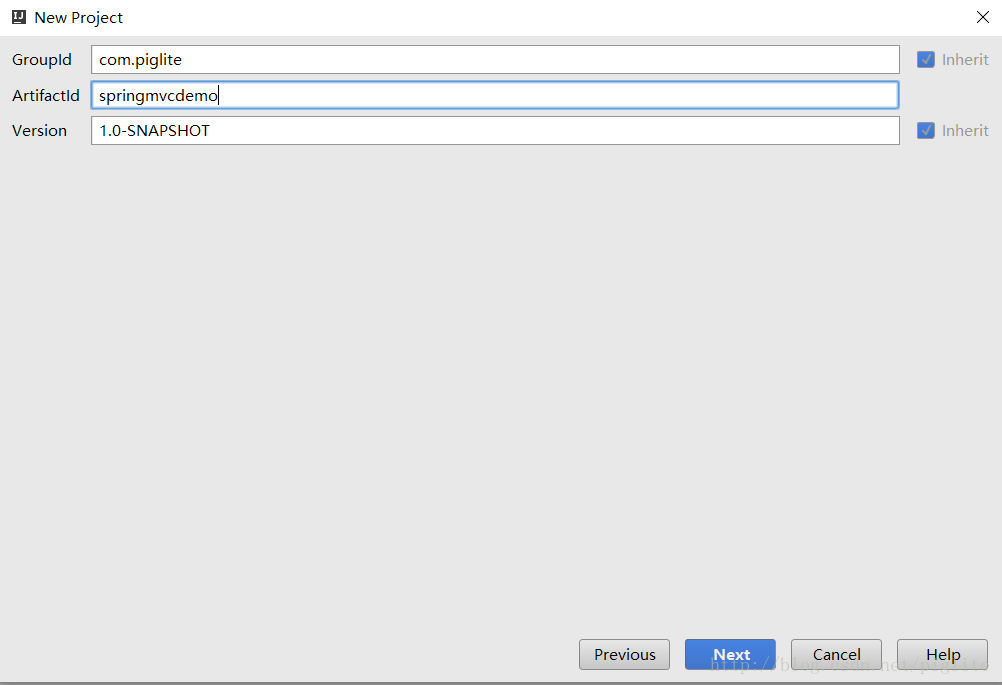 New Project
GroupId com.piglite Inherit
ArtifactId springmvcdemo
Version 1.0-SNAPSHOT Inherit
Previous Next Cancel Help